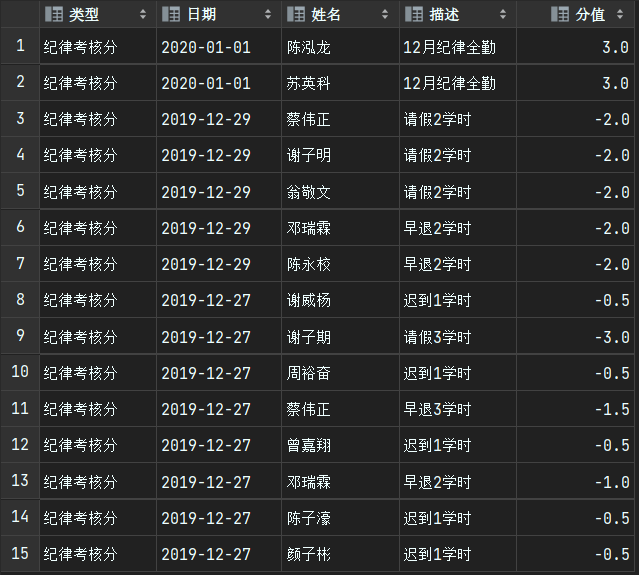 类型 日期 姓名 描述 分值
1 纪律考核分 2020-01-01 陈泓龙 12月纪律全勤 3.0
2 纪律考核分 2020-01-01 苏英科 12月纪律全勤 3.0
3 纪律考核分 2019-12-29 蔡伟正 请假2学时 -2.0
4 纪律考核分 2019-12-29 谢子明 请假2学时 -2.0
5 纪律考核分 2019-12-29 翁敬文 请假2学时 -2.0
6 纪律考核分 2019-12-29 邓瑞霖 早退2学时 -2.0
7 纪律考核分 2019-12-29 陈永校 早退2学时 -2.0
8 纪律考核分 2019-12-27 谢威杨 迟到1学时 -0.5
9 纪律考核分 2019-12-27 谢子期 请假3学时 -3.0
10 纪律考核分 2019-12-27 周裕奋 迟到1学时 -0.5
11 纪律考核分 2019-12-27 蔡伟正 早退3学时 -1.5
12 纪律考核分 2019-12-27 曾嘉翔 迟到1学时 -0.5
13 纪律考核分 2019-12-27 邓瑞霖 早退2学时 -1.0
14 纪律考核分 2019-12-27 陈子濠 迟到1学时 -0.5
15 纪律考核分 2019-12-27 颜子彬 迟到1学时 -0.5